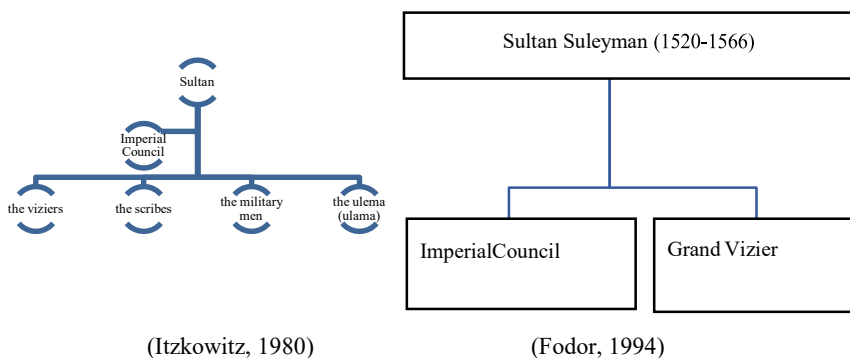 Sultan
Imperial
Council
the viziers
the scribes
the military
men
the ulema
(ulama)
(Itzkowitz, 1980)
Sultan Suleyman (1520-1566)
ImperialCouncil
Grand Vizier
(Fodor, 1994)